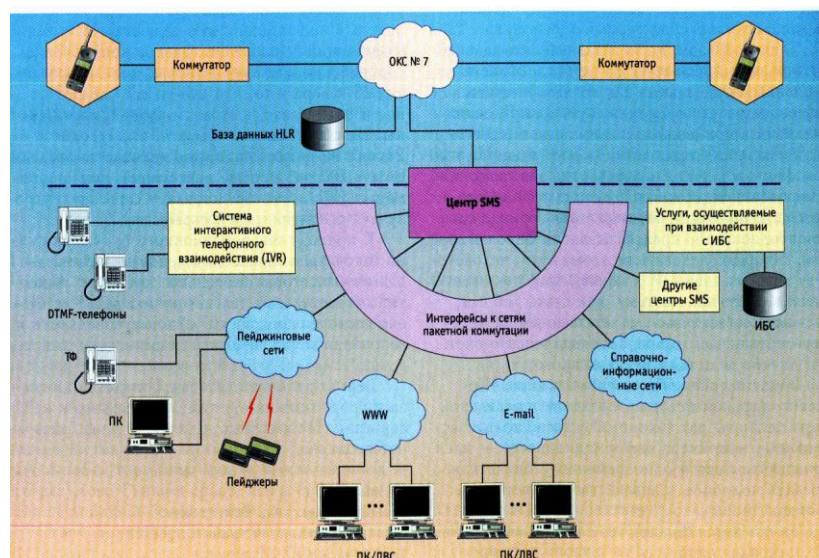 Коммутатор
ОКС № 7
Коммутатор
База данных HLR
Центр SMS
Система
интерактивного
телефонного
взаимодействия (IVR)
Услуги, осуществляемые
при взаимодействии
с ИБС
DTMF-телефоны
Интерфейсы к сетям
пакетной коммутации
Другие
центры SMS
ИБС
ТФ
Пейджинговые
сети
Справочно-
информацион-
ные сети
ПК
WWW
E-mail
Пейджеры
ПК/ЛВС
ПК/ЛВС